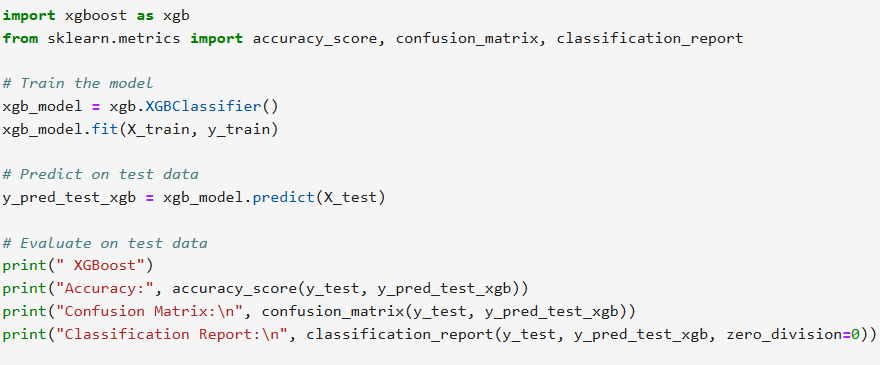 import xgboost as xgb
from sklearn.metrics import accuracy_score, confusion_matrix, classification_report
# Train the model
xgb_model = xgb.XGBClassifier()
xgb_model.fit(X_train, y_train)
# Predict on test data
y_pred_test_xgb = xgb_model.predict(X_test)
# Evaluate on test data
print(" XGBoost")
print("Accuracy:", accuracy_score(y_test, y_pred_test_xgb))
print("Confusion Matrix:\n", confusion_matrix(y_test, y_pred_test_xgb))
print("Classification Report:\n", classification_report(y_test, y_pred_test_xgb, zero_division=0))